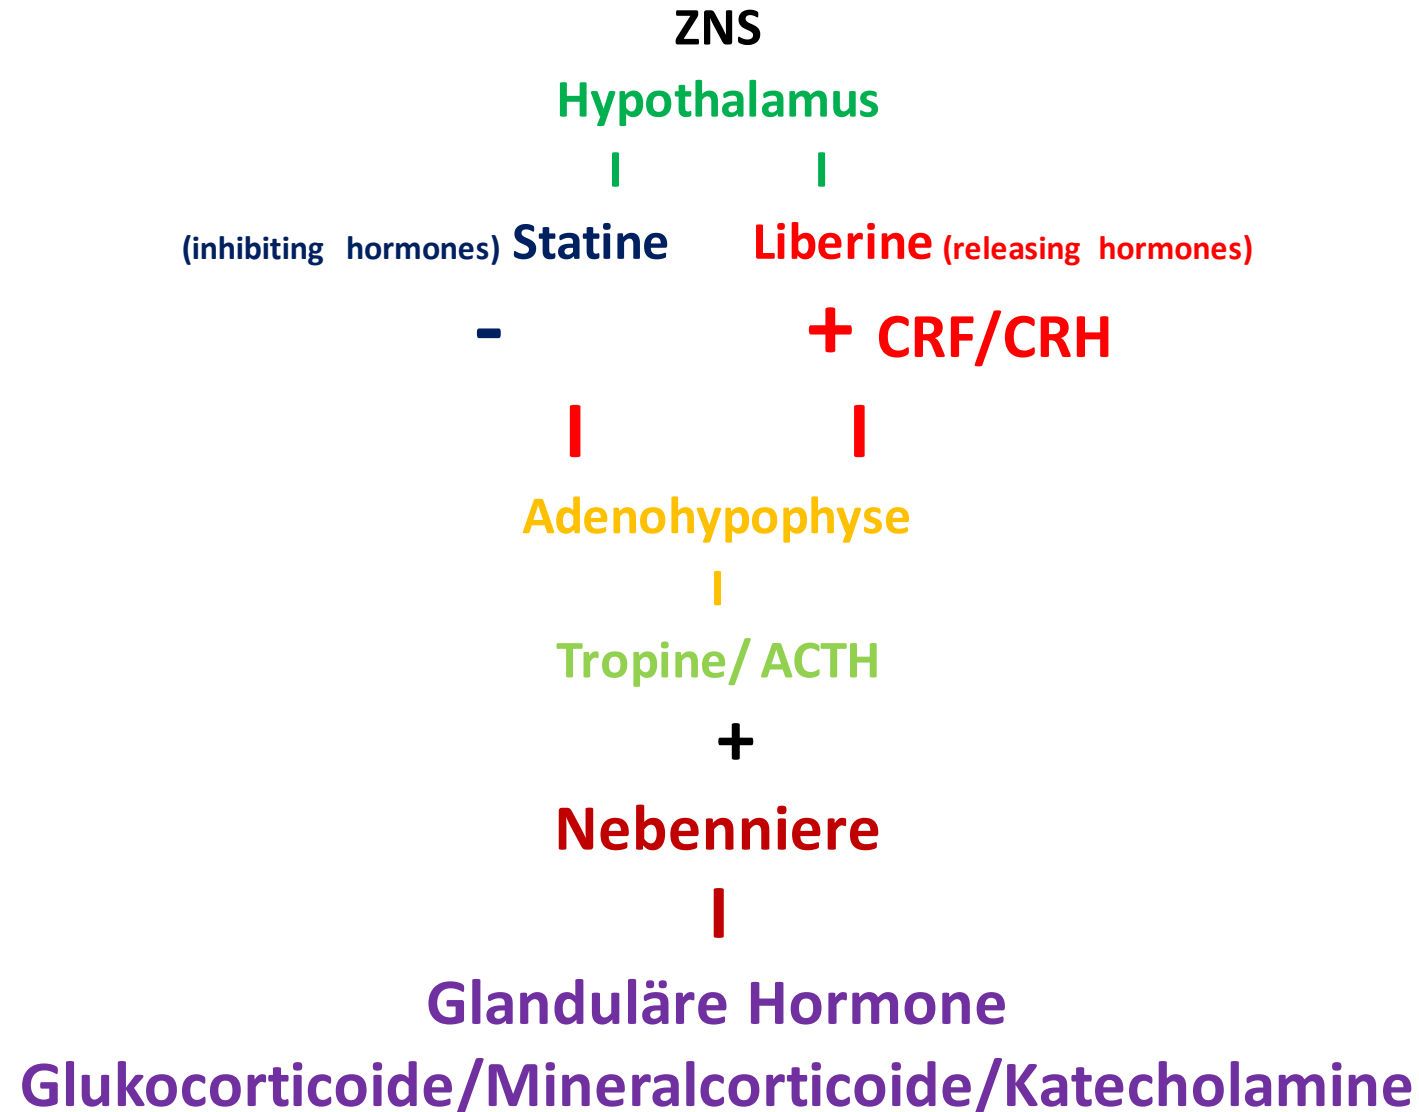 ZNS
Hypothalamus
I I
(inhibiting hormones) Statine Liberine (releasing hormones)
- + CRF/CRH
I I
Adenohypophyse
I
Tropine/ ACTH
+
Nebenniere
I
Glanduläre Hormone
Glukocorticoide/Mineralcorticoide/Katecholamine